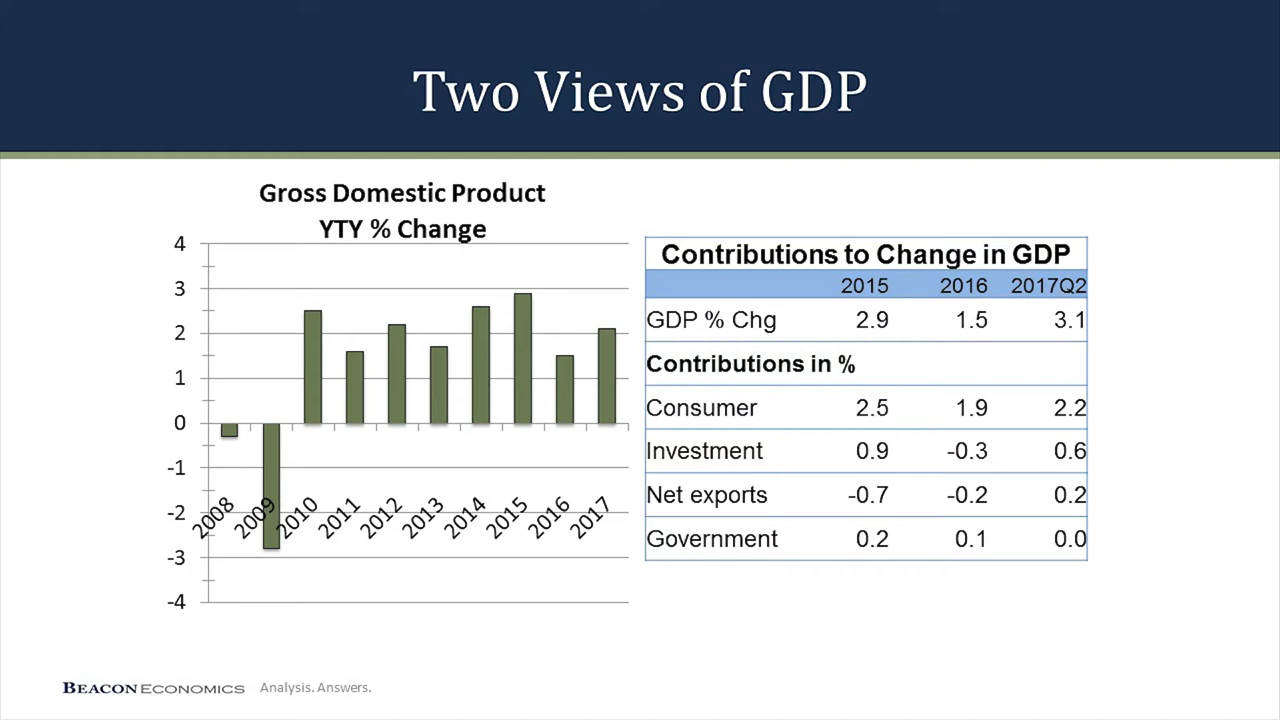 Two Views of GDP
Gross Domestic Product
YTY % Change
4
3
2
1
0
-1
-2
-3
-4
2008 2009 2010 2011 2012 2013 2014 2015 2016 2017
Contributions to Change in GDP
2015 2016 2017Q2
GDP % Chg 2.9 1.5 3.1
Contributions in %
Consumer 2.5 1.9 2.2
Investment 0.9 -0.3 0.6
Net exports -0.7 -0.2 0.2
Government 0.2 0.1 0.0
BEACON ECONOMICS Analysis. Answers.